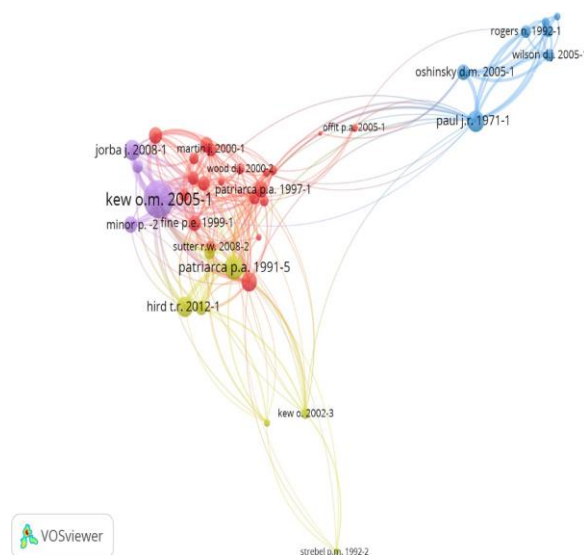 rogers n. 1992-1
wilson d.j. 2005-1
oshinsky d.m. 2005-1
offit p.a. 2005-1
paul j.r. 1971-1
jorba j. 2008-1
martin j. 2000-1
wood d.j. 2000-2
patriarca p.a. 1997-1
kew o.m. 2005-1
minor p. -2
fine p.e. 1999-1
sutter r.w. 2008-2
patriarca p.a. 1991-5
hird t.r. 2012-1
kew o. 2002-3
strebel o.m. 1992-2
VOSviewer